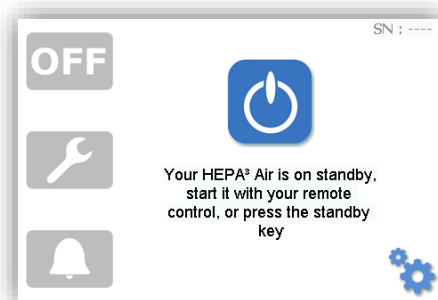 SN : ----
OFF
Your HEPA³ Air is on standby,
start it with your remote
control, or press the standby
key